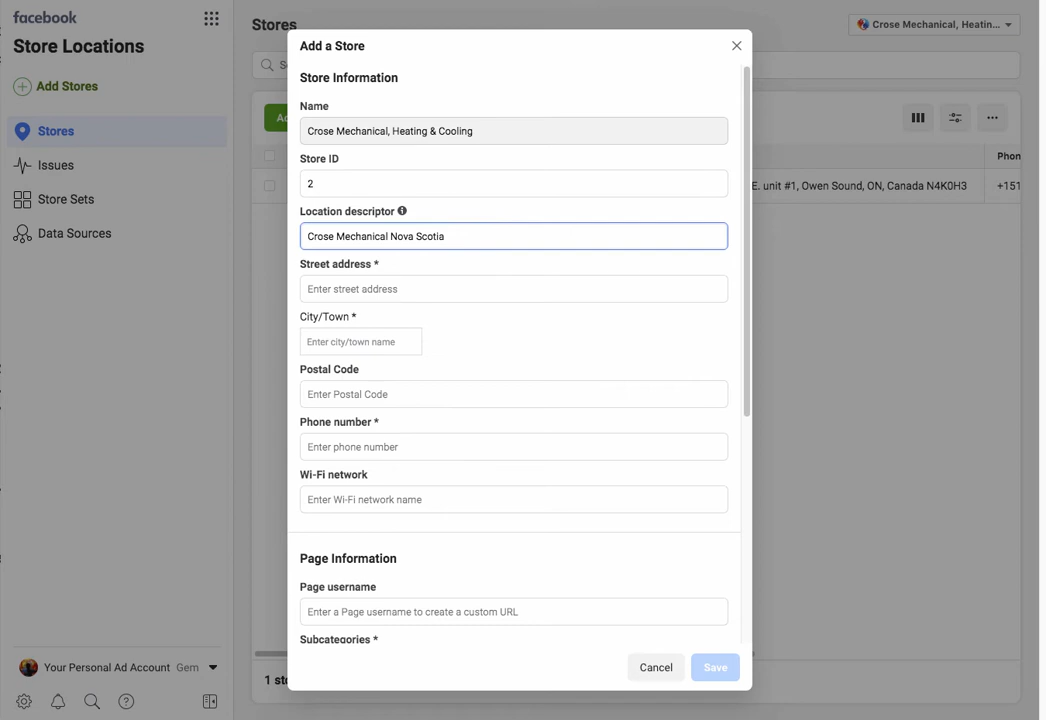 facebook
Store Locations
Add Stores
Stores
Issues
Store Sets
Data Sources
Your Personal Ad Account Gem
Stores
Crose Mechanical, Heatin...
Phon
E. unit #1, Owen Sound, ON, Canada N4K0H3
+151
1 sto
Add a Store
Store Information
Name
Crose Mechanical, Heating & Cooling
Store ID
2
Location descriptor
Crose Mechanical Nova Scotia
Street address *
Enter street address
City/Town *
Enter city/town name
Postal Code
Enter Postal Code
Phone number *
Enter phone number
Wi-Fi network
Enter Wi-Fi network name
Page Information
Page username
Enter a Page username to create a custom URL
Subcategories *
Cancel
Save